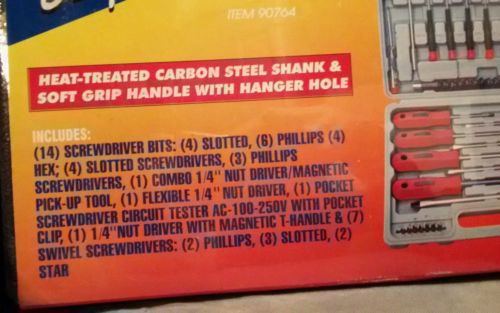 ITEM 90764
HEAT-TREATED CARBON STEEL SHANK &
SOFT GRIP HANDLE WITH HANGER HOLE
INCLUDES:
(14) SCREWDRIVER BITS: (4) SLOTTED, (6) PHILLIPS (4)
HEX; (4) SLOTTED SCREWDRIVERS, (3) PHILLIPS
SCREWDRIVERS, (1) COMBO 1/4" NUT DRIVER/MAGNETIC
PICK-UP TOOL, (1) FLEXIBLE 1/4" NUT DRIVER, (1) POCKET
SCREWDRIVER CIRCUIT TESTER AC-100-250V WITH POCKET
CLIP, (1) 1/4"NUT DRIVER WITH MAGNETIC T-HANDLE & (7)
SWIVEL SCREWDRIVERS: (2) PHILLIPS, (3) SLOTTED, (2)
STAR